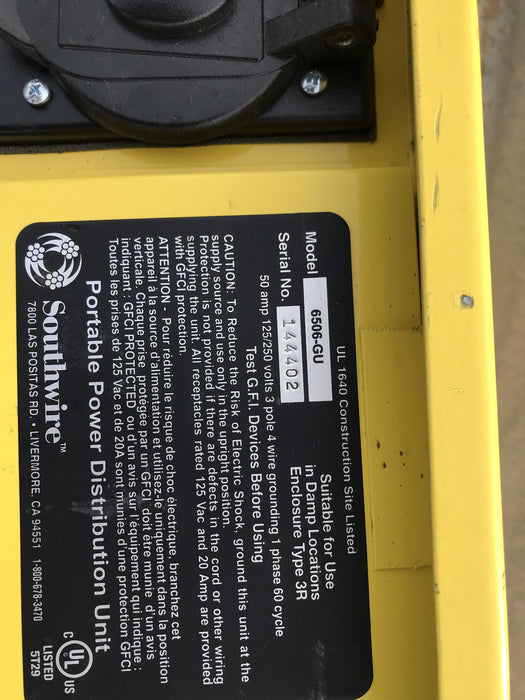 UL 1640 Construction Site Listed
Model 6506-GU
Suitable for Use
in Damp Locations
Enclosure Type 3R
Serial No. 144402
50 amp 125/250 volts 3 pole 4 wire grounding 1 phase 60 cycle
Test G.F.I. Devices Before Using
CAUTION: To Reduce the Risk of Electric Shock, ground this unit at the
supply source and use only in the upright position.
Protection is not provided if there are defects in the cord or other wiring
supplying the unit. All receptacles rated 125 Vac and 20 Amp are provided
with GFCI protection.
ATTENTION - Pour réduire le risque de choc électrique, branchez cet
appareil à la source d'alimentation et utilisez-le uniquement dans la position
verticale. Chaque prise protégée par un GFCI, doit être munie d'un avis
indiquant : GFCI PROTECTED ou d'un avis sur l'équipement qui indique :
Toutes les prises de 125 Vac et de 20A sont munies d'une protection GFCI
Portable Power Distribution Unit
Southwire™
7800 LAS POSITAS RD. • LIVERMORE, CA 94551 1-800-678-3470
C UL US
LISTED
5T29